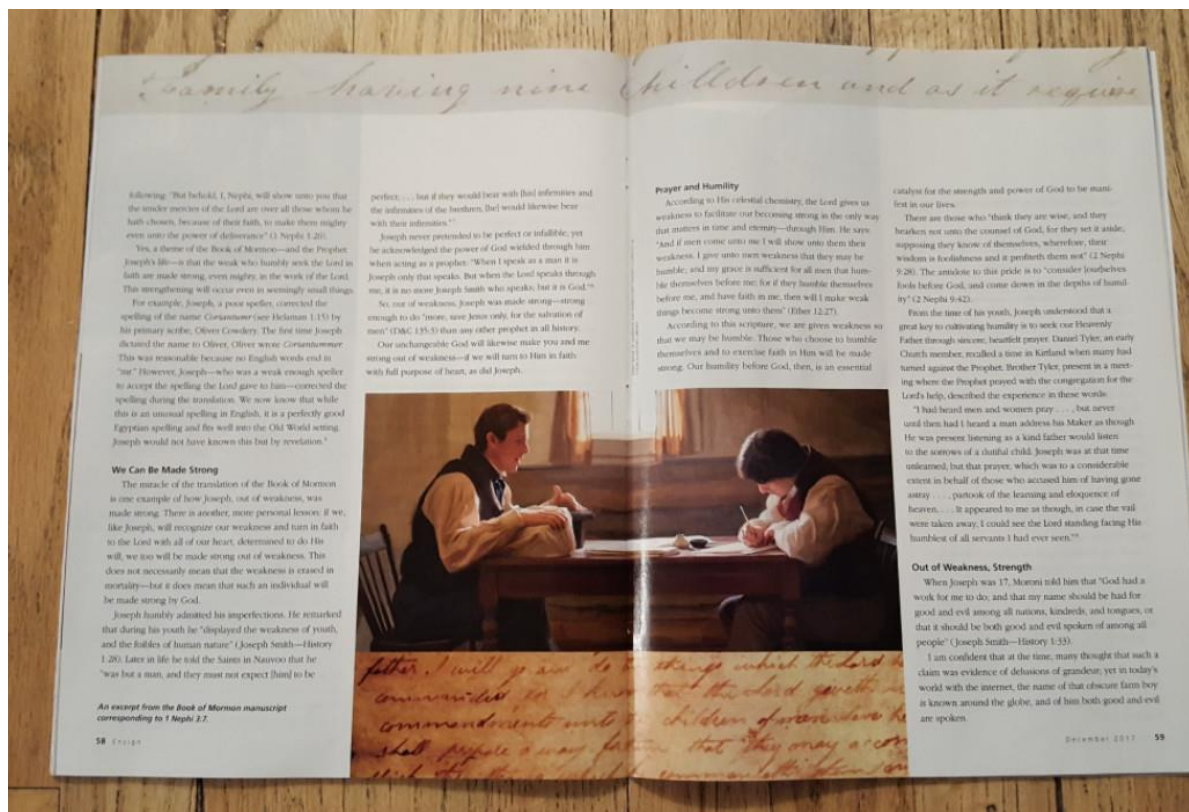 Family having nine Chilldren and as it requise
following: "But behold, I, Nephi, will show unto you that
the tender mercies of the Lord are over all those whom he
hath chosen, because of their faith, to make them mighty
even unto the power of deliverance" (1 Nephi 1:20).
Yes, a theme of the Book of Mormon—and the Prophet
Joseph's life—is that the weak who humbly seek the Lord in
faith are made strong, even mighty, in the work of the Lord.
This strengthening will occur even in seemingly small things.
For example, Joseph, a poor speller, corrected the
spelling of the name Coriantumr (see Helaman 1:15) by
his primary scribe, Oliver Cowdery. The first time Joseph
dictated the name to Oliver, Oliver wrote Coriantummer.
This was reasonable because no English words end in
"mr." However, Joseph—who was a weak enough speller
to accept the spelling the Lord gave to him—corrected the
spelling during the translation. We now know that while
this is an unusual spelling in English, it is a perfectly good
Egyptian spelling and fits well into the Old World setting.
Joseph would not have known this but by revelation.⁵
We Can Be Made Strong
The miracle of the translation of the Book of Mormon
is one example of how Joseph, out of weakness, was
made strong. There is another, more personal lesson: if we,
like Joseph, will recognize our weakness and turn in faith
to the Lord with all of our heart, determined to do His
will, we too will be made strong out of weakness. This
does not necessarily mean that the weakness is erased in
mortality—but it does mean that such an individual will
be made strong by God.
Joseph humbly admitted his imperfections. He remarked
that during his youth he "displayed the weakness of youth,
and the foibles of human nature" (Joseph Smith—History
1:28). Later in life he told the Saints in Nauvoo that he
"was but a man, and they must not expect [him] to be
An excerpt from the Book of Mormon manuscript
corresponding to 1 Nephi 3:7.
58 Ensign
perfect; . . . but if they would bear with [his] infirmities and
the infirmities of the brethren, [he] would likewise bear
with their infirmities."⁷
Joseph never pretended to be perfect or infallible, yet
he acknowledged the power of God wielded through him
when acting as a prophet: "When I speak as a man it is
Joseph only that speaks. But when the Lord speaks through
me, it is no more Joseph Smith who speaks; but it is God."⁸
So, out of weakness, Joseph was made strong—strong
enough to do "more, save Jesus only, for the salvation of
men" (D&C 135:3) than any other prophet in all history.
Our unchangeable God will likewise make you and me
strong out of weakness—if we will turn to Him in faith
with full purpose of heart, as did Joseph.
father I will go and do the things which the Lord h
commanded for I know that the Lord giveth n
commandments unto the children of men save he
shall prepare a way for them that they may accom
which
Prayer and Humility
According to His celestial chemistry, the Lord gives us
weakness to facilitate our becoming strong in the only way
that matters in time and eternity—through Him. He says:
"And if men come unto me I will show unto them their
weakness. I give unto men weakness that they may be
humble; and my grace is sufficient for all men that hum-
ble themselves before me; for if they humble themselves
before me, and have faith in me, then will I make weak
things become strong unto them" (Ether 12:27).
According to this scripture, we are given weakness so
that we may be humble. Those who choose to humble
themselves and to exercise faith in Him will be made
strong. Our humility before God, then, is an essential
catalyst for the strength and power of God to be mani-
fest in our lives.
There are those who "think they are wise, and they
hearken not unto the counsel of God, for they set it aside,
supposing they know of themselves, wherefore, their
wisdom is foolishness and it profiteth them not" (2 Nephi
9:28). The antidote to this pride is to "consider [our]selves
fools before God, and come down in the depths of humil-
ity" (2 Nephi 9:42).
From the time of his youth, Joseph understood that a
great key to cultivating humility is to seek our Heavenly
Father through sincere, heartfelt prayer. Daniel Tyler, an early
Church member, recalled a time in Kirtland when many had
turned against the Prophet. Brother Tyler, present in a meet-
ing where the Prophet prayed with the congregation for the
Lord's help, described the experience in these words:
"I had heard men and women pray . . . , but never
until then had I heard a man address his Maker as though
He was present listening as a kind father would listen
to the sorrows of a dutiful child. Joseph was at that time
unlearned, but that prayer, which was to a considerable
extent in behalf of those who accused him of having gone
astray . . . , partook of the learning and eloquence of
heaven. . . . It appeared to me as though, in case the vail
were taken away, I could see the Lord standing facing His
humblest of all servants I had ever seen."⁹
Out of Weakness, Strength
When Joseph was 17, Moroni told him that "God had a
work for me to do; and that my name should be had for
good and evil among all nations, kindreds, and tongues, or
that it should be both good and evil spoken of among all
people" (Joseph Smith—History 1:33).
I am confident that at the time, many thought that such a
claim was evidence of delusions of grandeur; yet in today's
world with the internet, the name of that obscure farm boy
is known around the globe, and of him both good and evil
are spoken.
December 2017 59